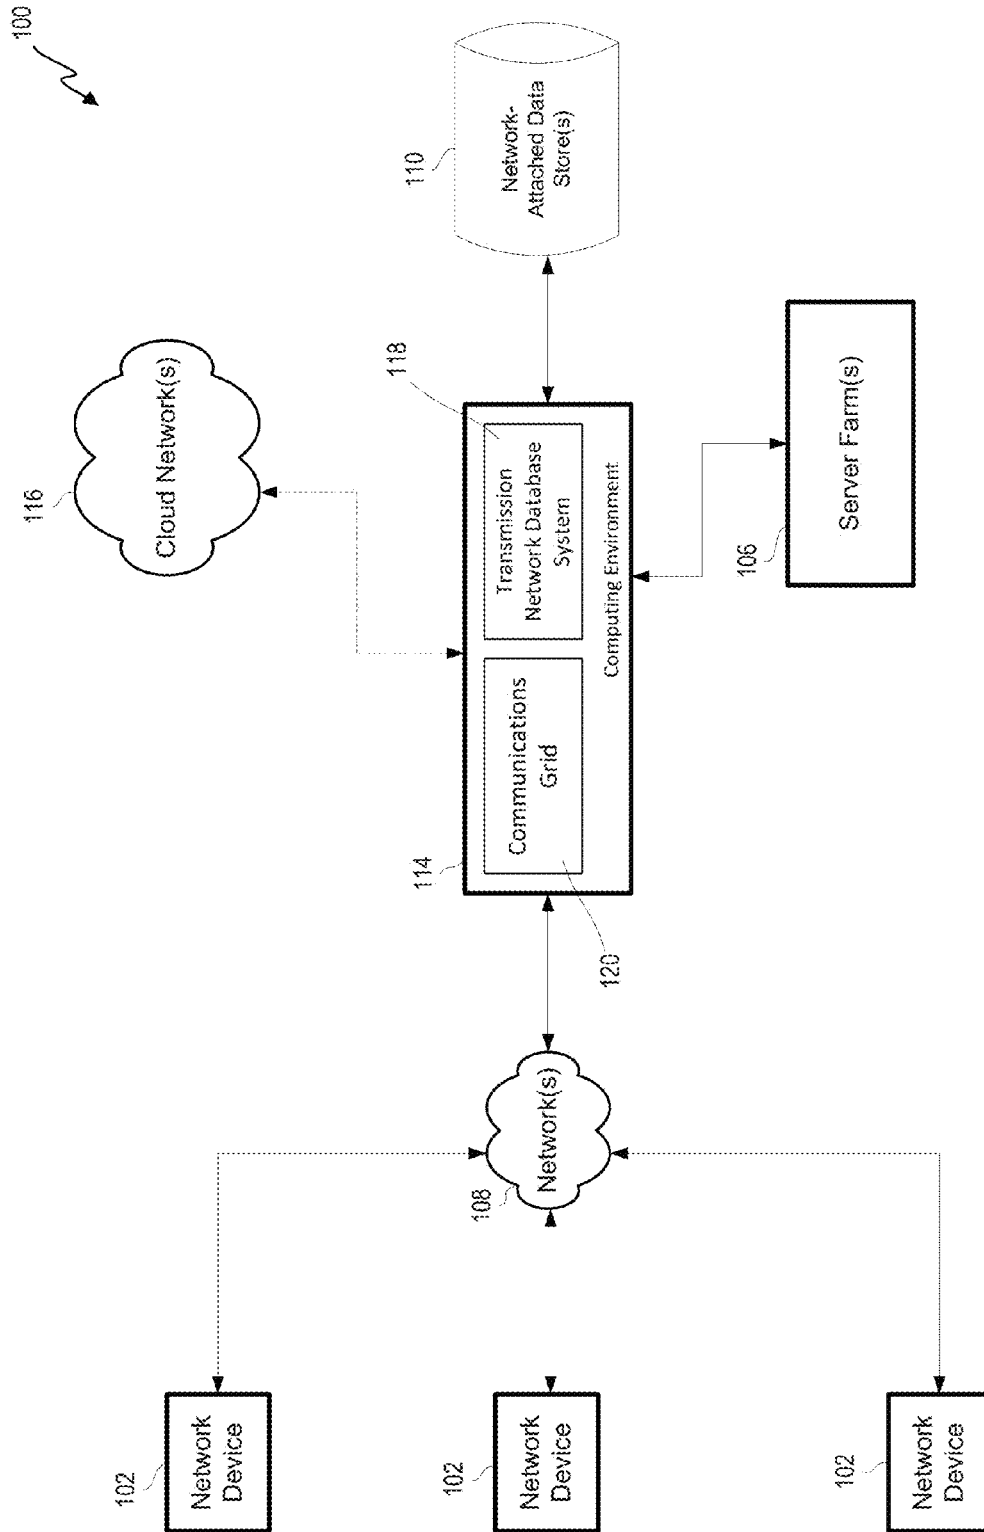 100
116
Cloud Network(s)
110
Network-
Attached Data
Store(s)
118
Transmission
Network Database
System
Communications
Grid
Computing Environment
114
120
106
Server Farm(s)
108
Network(s)
102
Network
Device
102
Network
Device
102
Network
Device